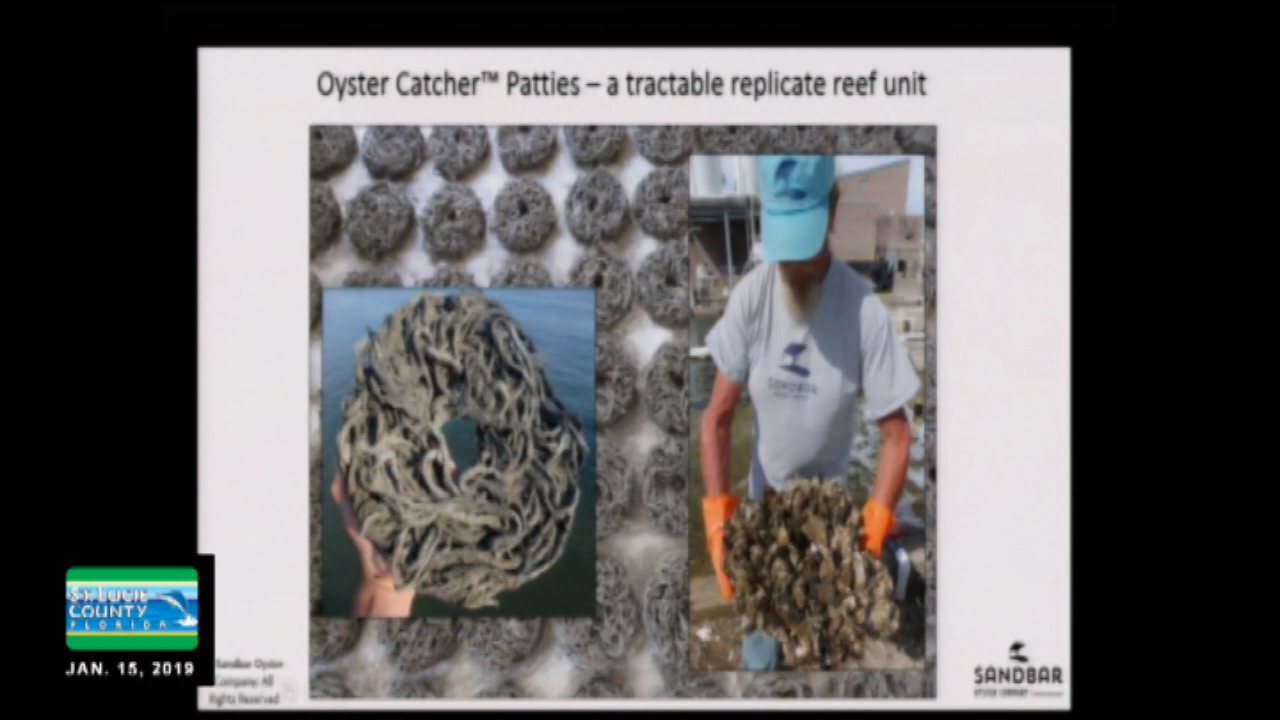 Oyster Catcher™ Patties – a tractable replicate reef unit
SANDBAR
ST. LUCIE
COUNTY
FLORIDA
JAN. 15, 2019
Sandbar Oyster
Company: All
Rights Reserved
SANDBAR
OYSTER COMPANY